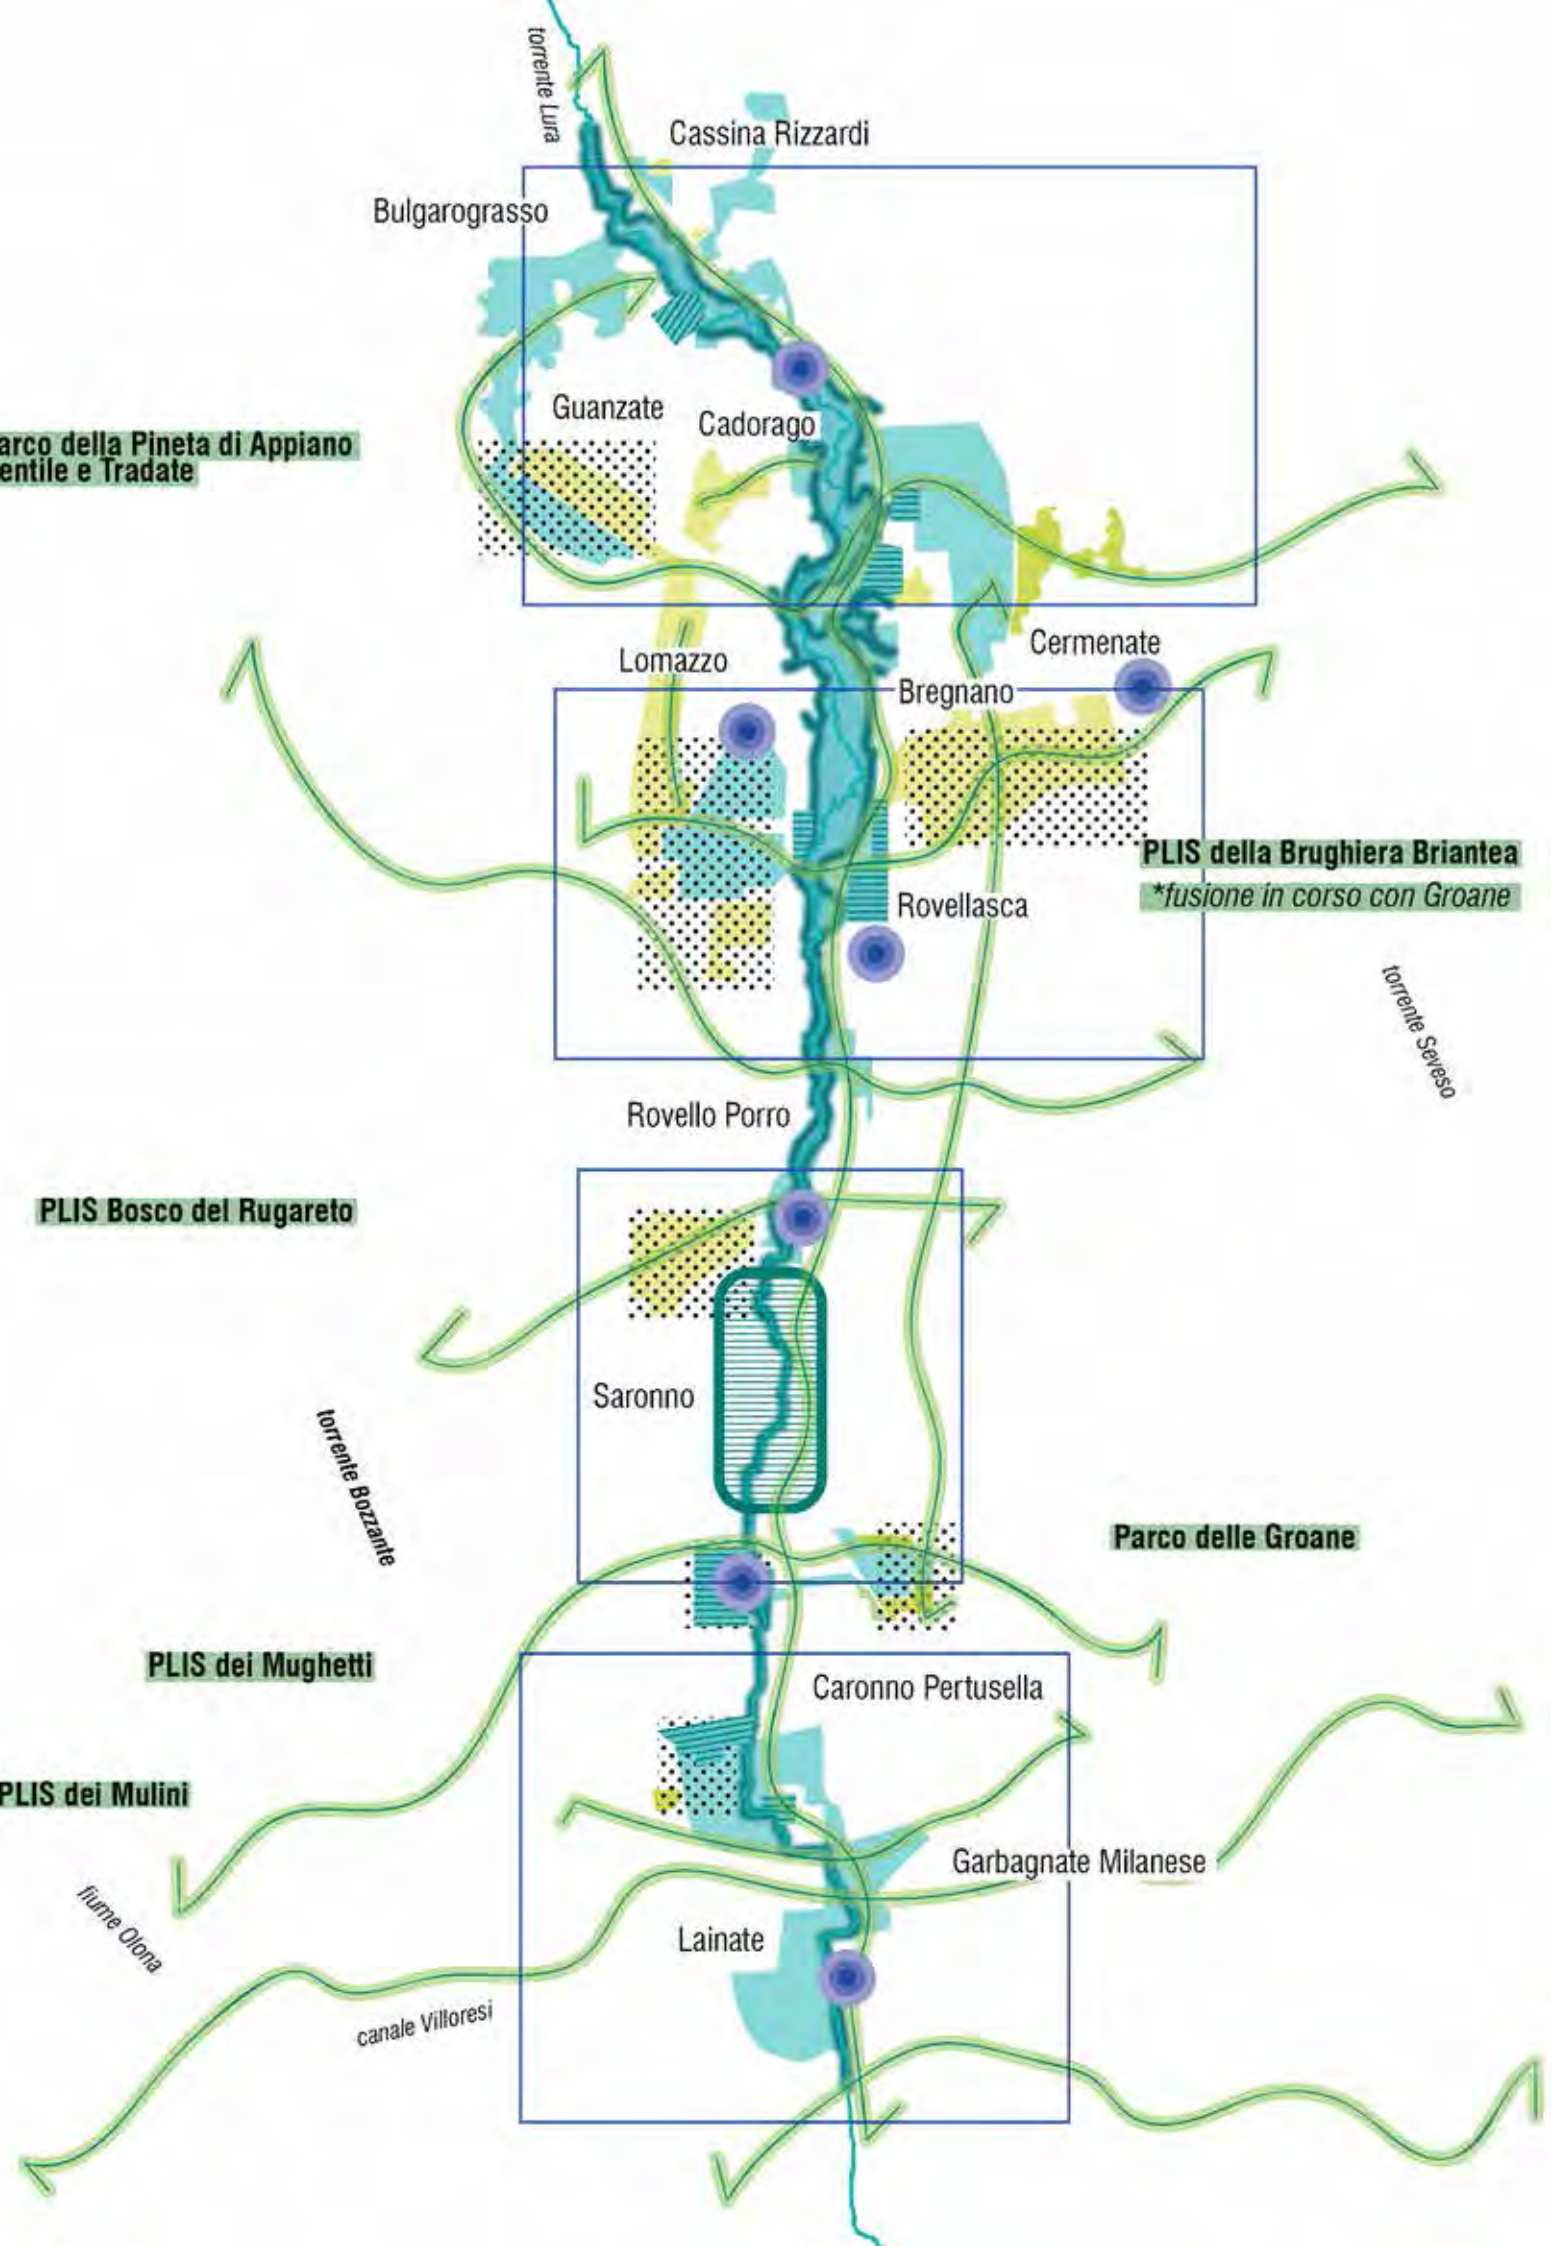 torrente Lura
Cassina Rizzardi
Bulgarograsso
Guanzate
Cadorago
arco della Pineta di Appiano
entile e Tradate
Cermenate
Lomazzo
Bregnano
PLIS della Brughiera Briantea
*fusione in corso con Groane
Rovellasca
torrente Seveso
Rovello Porro
PLIS Bosco del Rugareto
Saronno
torrente Bozzante
Parco delle Groane
PLIS dei Mughetti
Caronno Pertusella
PLIS dei Mulini
Garbagnate Milanese
fiume Olona
Lainate
canale Villoresi